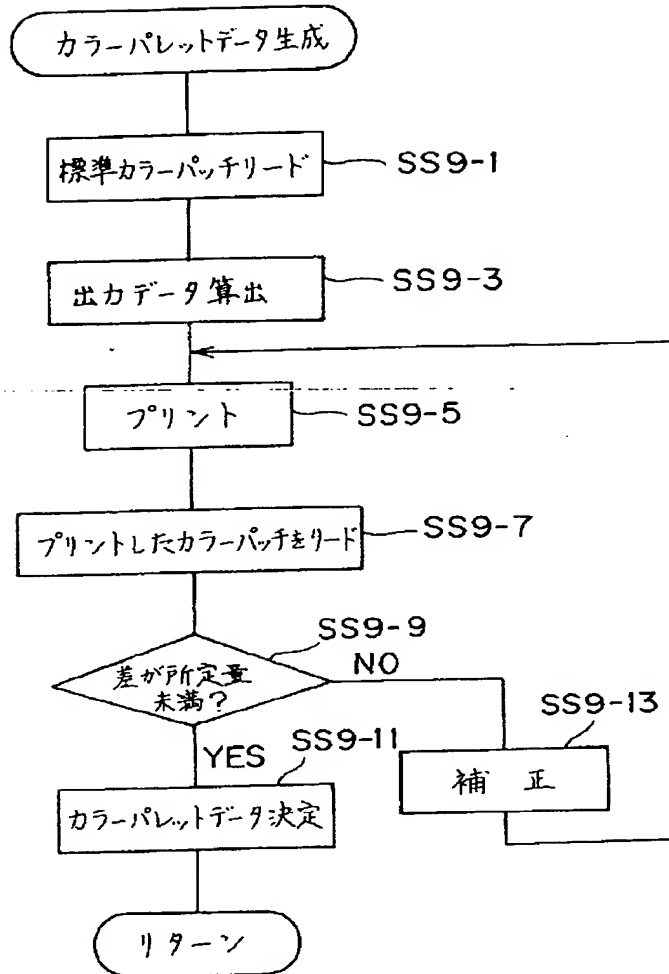 カラーパレットデータ生成
標準カラーパッチリード
SS9-1
出力データ算出
SS9-3
プリント
SS9-5
プリントしたカラーパッチをリード
SS9-7
SS9-9
差が所定量
未満?
NO
YES
SS9-11
SS9-13
カラーパレットデータ決定
補 正
リターン